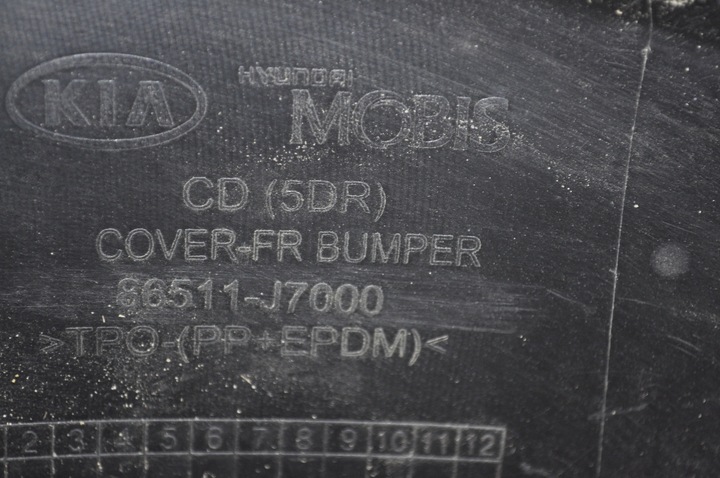 KIA
HYUNDAI
MOBIS
CD (5DR)
COVER-FR BUMPER
86511-J7000
>TPO-(PP+EPDM)<
2 3 4 5 6 7 8 9 10 11 12